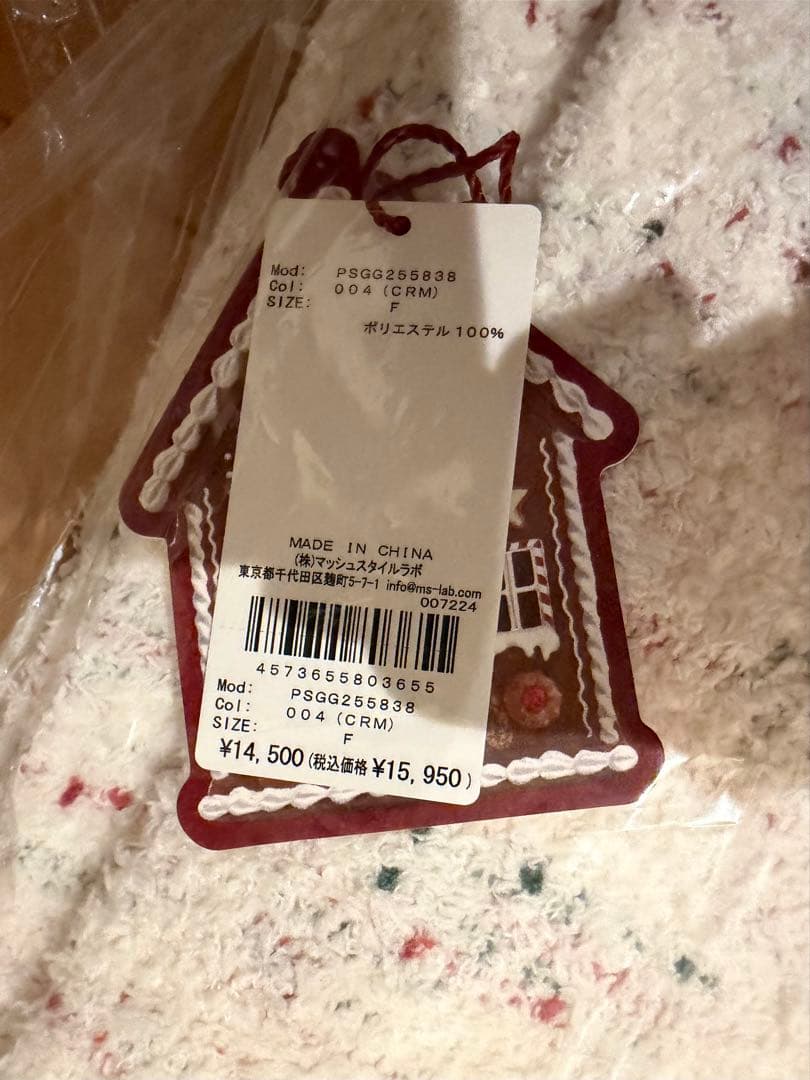 Mod: PSGG255838
Col: 004 (CRM)
SIZE: F
ポリエステル 100%
MADE IN CHINA
(株)マッシュスタイルラボ
東京都千代田区麹町5-7-1 info@ms-lab.com
007224
4573655803655
Mod: PSGG255838
Col: 004 (CRM)
SIZE: F
¥14,500(税込価格 ¥15,950)